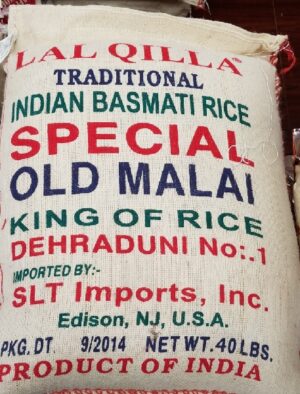 LAL QILLA®
TRADITIONAL
INDIAN BASMATI RICE
SPECIAL
OLD MALAI
KING OF RICE
DEHRADUNI No:.1
IMPORTED BY:-
SLT Imports, Inc.
Edison, NJ, U.S.A.
PKG. DT. 9/2014 NET WT. 40 LBS.
PRODUCT OF INDIA